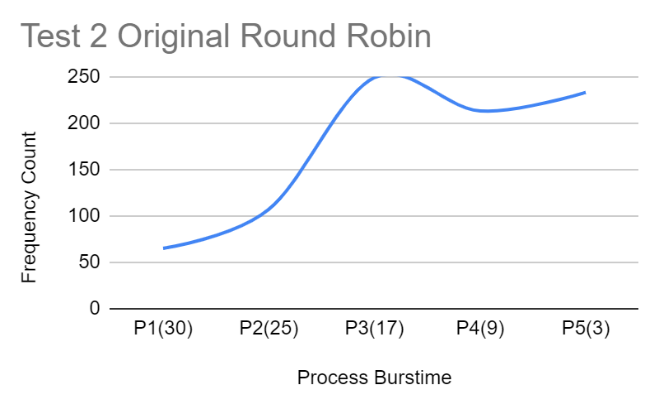 Test 2 Original Round Robin
250
200
150
100
50
0
Frequency Count
P1(30) P2(25) P3(17) P4(9) P5(3)
Process Burstime